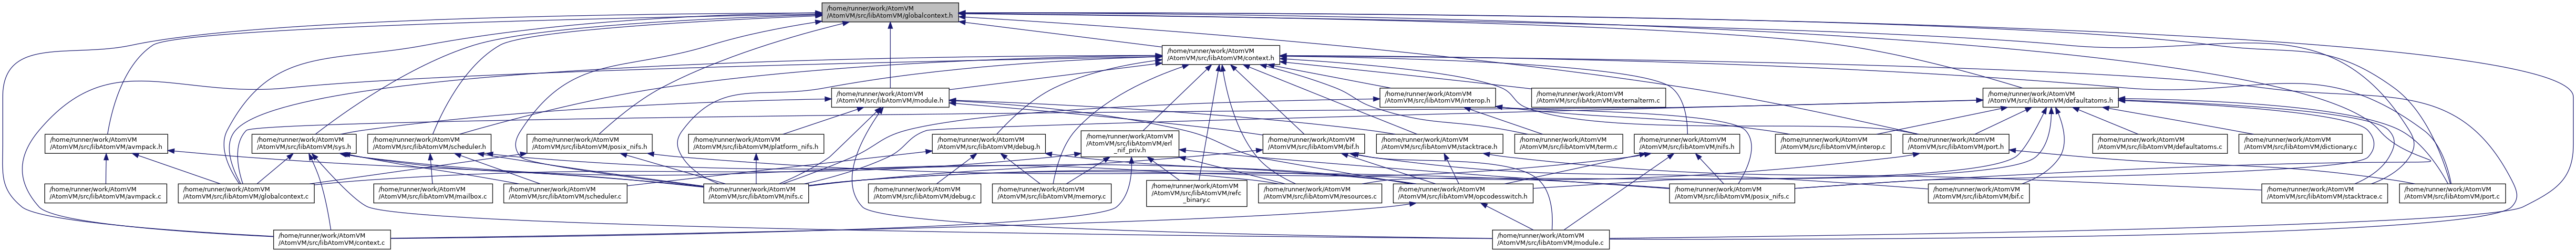 /home/runner/work/AtomVM
/AtomVM/src/libAtomVM/globalcontext.h
/home/runner/work/AtomVM
/AtomVM/src/libAtomVM/context.h
/home/runner/work/AtomVM
/AtomVM/src/libAtomVM/module.h
/home/runner/work/AtomVM
/AtomVM/src/libAtomVM/interop.h
/home/runner/work/AtomVM
/AtomVM/src/libAtomVM/externalterm.c
/home/runner/work/AtomVM
/AtomVM/src/libAtomVM/defaultatoms.h
/home/runner/work/AtomVM
/AtomVM/src/libAtomVM/avmpack.h
/home/runner/work/AtomVM
/AtomVM/src/libAtomVM/sys.h
/home/runner/work/AtomVM
/AtomVM/src/libAtomVM/scheduler.h
/home/runner/work/AtomVM
/AtomVM/src/libAtomVM/posix_nifs.h
/home/runner/work/AtomVM
/AtomVM/src/libAtomVM/platform_nifs.h
/home/runner/work/AtomVM
/AtomVM/src/libAtomVM/debug.h
/home/runner/work/AtomVM
/AtomVM/src/libAtomVM/erl
_nif_priv.h
/home/runner/work/AtomVM
/AtomVM/src/libAtomVM/bif.h
/home/runner/work/AtomVM
/AtomVM/src/libAtomVM/stacktrace.h
/home/runner/work/AtomVM
/AtomVM/src/libAtomVM/term.c
/home/runner/work/AtomVM
/AtomVM/src/libAtomVM/nifs.h
/home/runner/work/AtomVM
/AtomVM/src/libAtomVM/interop.c
/home/runner/work/AtomVM
/AtomVM/src/libAtomVM/port.h
/home/runner/work/AtomVM
/AtomVM/src/libAtomVM/defaultatoms.c
/home/runner/work/AtomVM
/AtomVM/src/libAtomVM/dictionary.c
/home/runner/work/AtomVM
/AtomVM/src/libAtomVM/avmpack.c
/home/runner/work/AtomVM
/AtomVM/src/libAtomVM/globalcontext.c
/home/runner/work/AtomVM
/AtomVM/src/libAtomVM/mailbox.c
/home/runner/work/AtomVM
/AtomVM/src/libAtomVM/scheduler.c
/home/runner/work/AtomVM
/AtomVM/src/libAtomVM/nifs.c
/home/runner/work/AtomVM
/AtomVM/src/libAtomVM/debug.c
/home/runner/work/AtomVM
/AtomVM/src/libAtomVM/memory.c
/home/runner/work/AtomVM
/AtomVM/src/libAtomVM/refc
_binary.c
/home/runner/work/AtomVM
/AtomVM/src/libAtomVM/resources.c
/home/runner/work/AtomVM
/AtomVM/src/libAtomVM/opcodesswitch.h
/home/runner/work/AtomVM
/AtomVM/src/libAtomVM/posix_nifs.c
/home/runner/work/AtomVM
/AtomVM/src/libAtomVM/bif.c
/home/runner/work/AtomVM
/AtomVM/src/libAtomVM/stacktrace.c
/home/runner/work/AtomVM
/AtomVM/src/libAtomVM/port.c
/home/runner/work/AtomVM
/AtomVM/src/libAtomVM/context.c
/home/runner/work/AtomVM
/AtomVM/src/libAtomVM/module.c